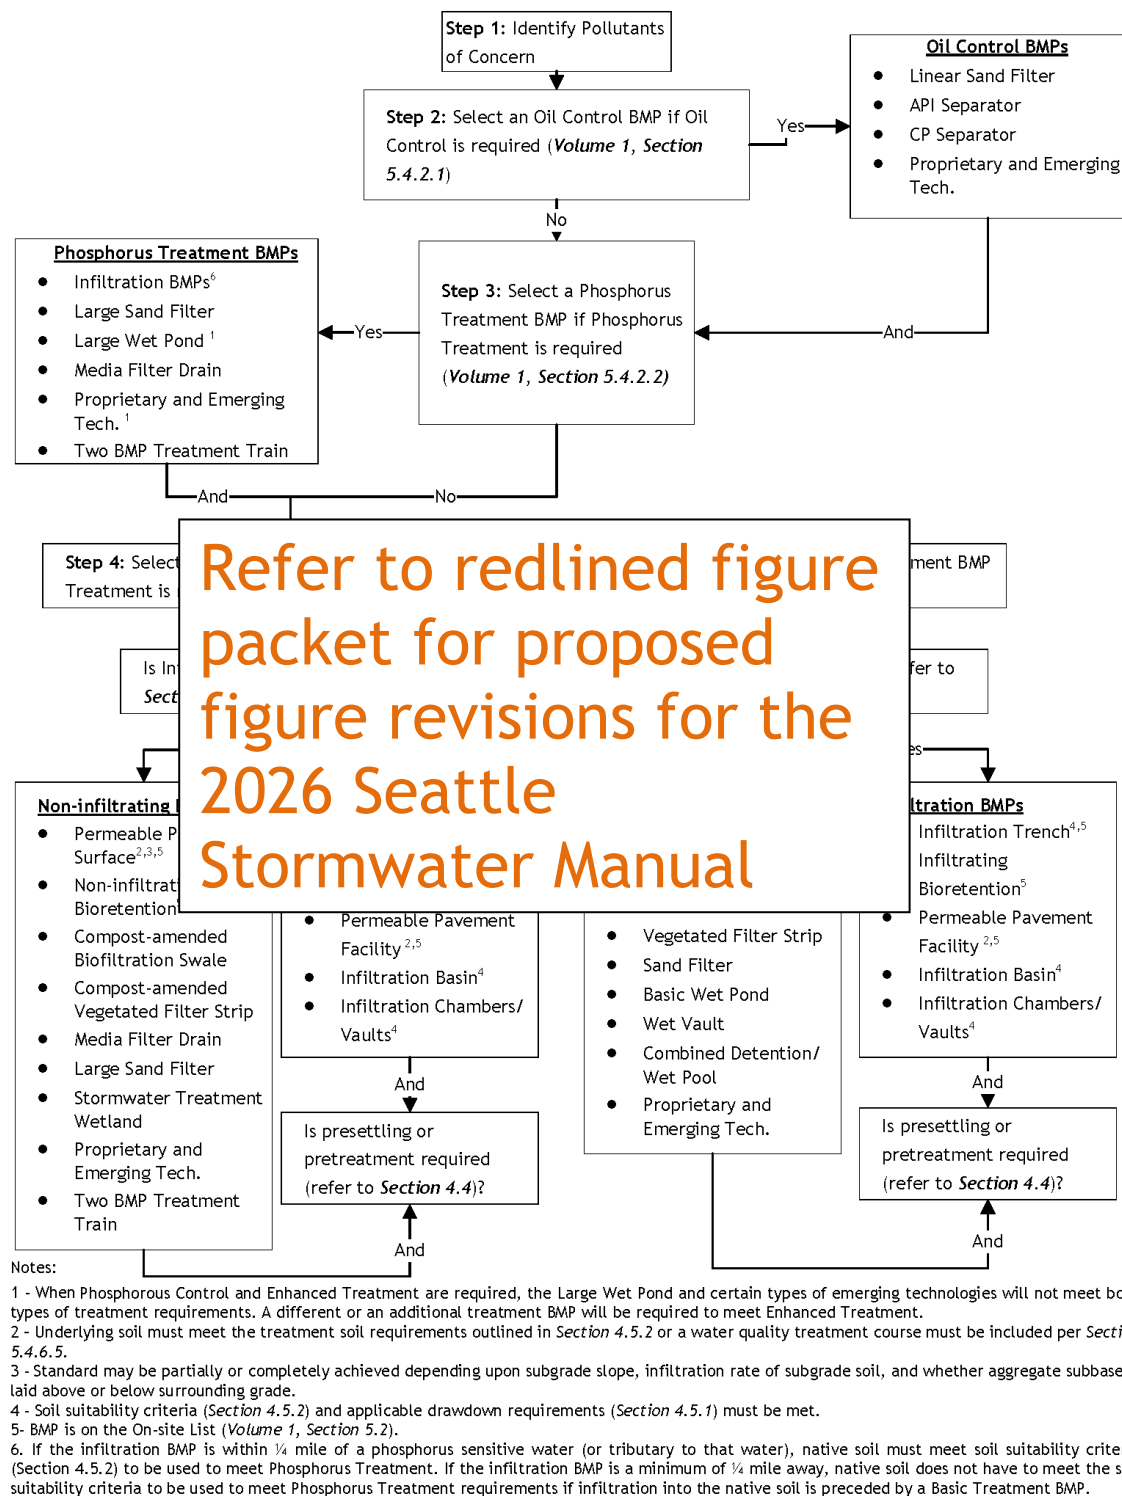 Step 1: Identify Pollutants
of Concern
Oil Control BMPs
● Linear Sand Filter
● API Separator
● CP Separator
● Proprietary and Emerging
Tech.
Step 2: Select an Oil Control BMP if Oil
Control is required (Volume 1, Section
5.4.2.1)
Yes
No
Phosphorus Treatment BMPs
● Infiltration BMPs6
● Large Sand Filter
● Large Wet Pond 1
● Media Filter Drain
● Proprietary and Emerging
Tech. 1
● Two BMP Treatment Train
Step 3: Select a Phosphorus
Treatment BMP if Phosphorus
Treatment is required
(Volume 1, Section 5.4.2.2)
Yes
And
And
No
Step 4: Select
Treatment is
ment BMP
Refer to redlined figure
packet for proposed
figure revisions for the
2026 Seattle
Stormwater Manual
Is
fer to
es
Non-infiltrating
● Permeable P
Surface2,3,5
● Non-infiltrati
Bioretention
● Compost-amended
Biofiltration Swale
● Compost-amended
Vegetated Filter Strip
● Media Filter Drain
● Large Sand Filter
● Stormwater Treatment
Wetland
● Proprietary and
Emerging Tech.
● Two BMP Treatment
Train
● Permeable Pavement
Facility 2,5
● Infiltration Basin4
● Infiltration Chambers/
Vaults4
And
Is presettling or
pretreatment required
(refer to Section 4.4)?
And
● Vegetated Filter Strip
● Sand Filter
● Basic Wet Pond
● Wet Vault
● Combined Detention/
Wet Pool
● Proprietary and
Emerging Tech.
ltration BMPs
Infiltration Trench4,5
Infiltrating
Bioretention5
● Permeable Pavement
Facility 2,5
● Infiltration Basin4
● Infiltration Chambers/
Vaults4
And
Is presettling or
pretreatment required
(refer to Section 4.4)?
And
Notes:
1 - When Phosphorous Control and Enhanced Treatment are required, the Large Wet Pond and certain types of emerging technologies will not meet bo
types of treatment requirements. A different or an additional treatment BMP will be required to meet Enhanced Treatment.
2 - Underlying soil must meet the treatment soil requirements outlined in Section 4.5.2 or a water quality treatment course must be included per Secti
5.4.6.5.
3 - Standard may be partially or completely achieved depending upon subgrade slope, infiltration rate of subgrade soil, and whether aggregate subbase
laid above or below surrounding grade.
4 - Soil suitability criteria (Section 4.5.2) and applicable drawdown requirements (Section 4.5.1) must be met.
5- BMP is on the On-site List (Volume 1, Section 5.2).
6. If the infiltration BMP is within ¼ mile of a phosphorus sensitive water (or tributary to that water), native soil must meet soil suitability crite
(Section 4.5.2) to be used to meet Phosphorus Treatment. If the infiltration BMP is a minimum of ¼ mile away, native soil does not have to meet the s
suitability criteria to be used to meet Phosphorus Treatment requirements if infiltration into the native soil is preceded by a Basic Treatment BMP.